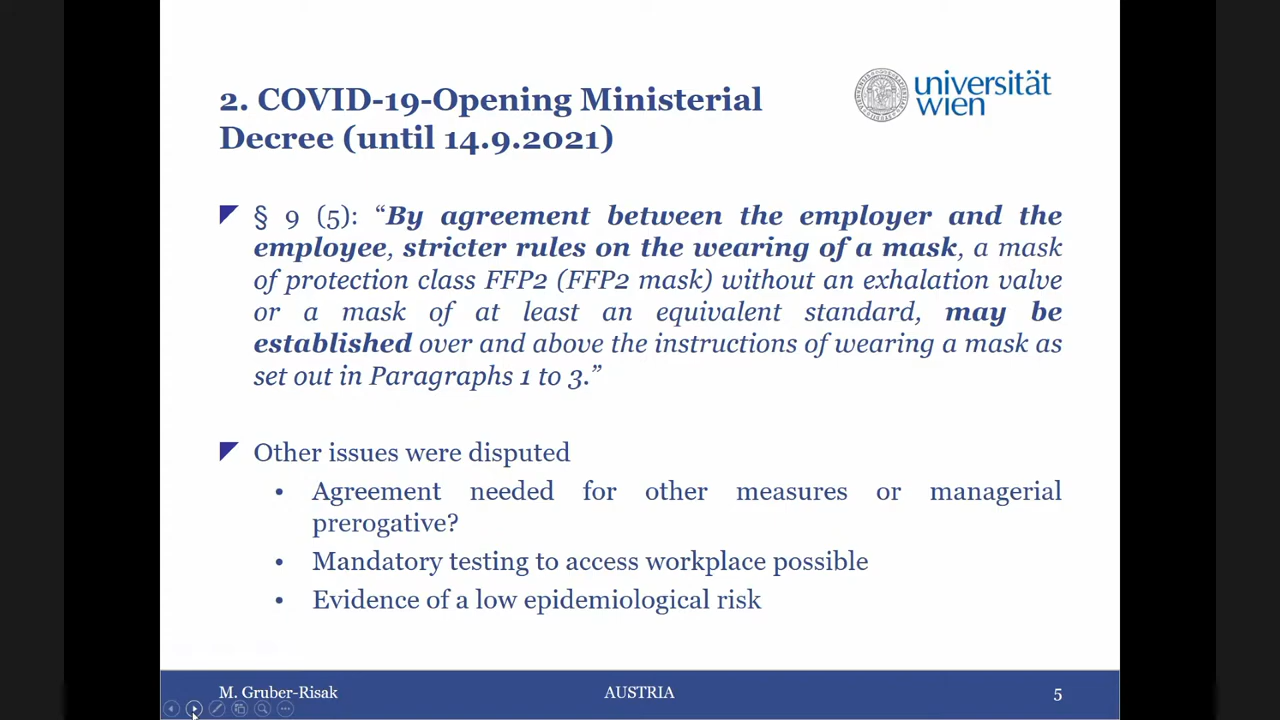 2. COVID-19-Opening Ministerial
Decree (until 14.9.2021)
universität
wien
§ 9 (5): “By agreement between the employer and the
employee, stricter rules on the wearing of a mask, a mask
of protection class FFP2 (FFP2 mask) without an exhalation valve
or a mask of at least an equivalent standard, may be
established over and above the instructions of wearing a mask as
set out in Paragraphs 1 to 3.”
Other issues were disputed
• Agreement needed for other measures or managerial
prerogative?
• Mandatory testing to access workplace possible
• Evidence of a low epidemiological risk
M. Gruber-Risak
AUSTRIA
5